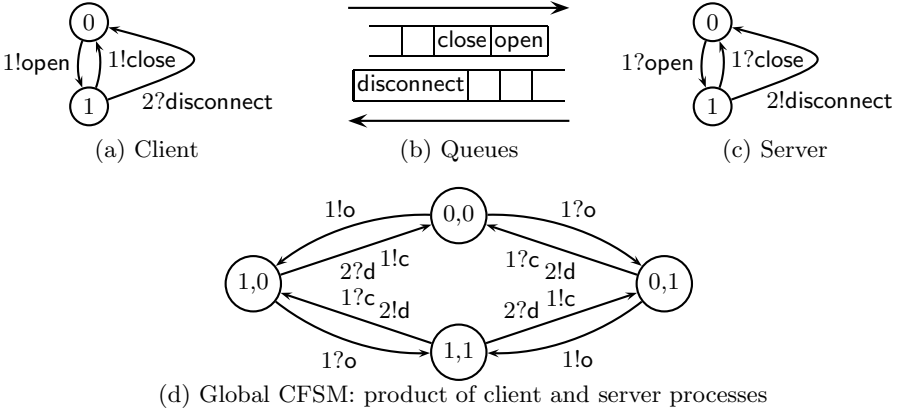 0
1!open
1!close
1
2?disconnect
(a) Client
close open
disconnect
(b) Queues
0
1?open
1?close
1
2!disconnect
(c) Server
1!o
0,0
1?o
1!c
2?d
1?c
2!d
1,0
0,1
1?c
2!d
1!c
2?d
1?o
1,1
1!o
(d) Global CFSM: product of client and server processes